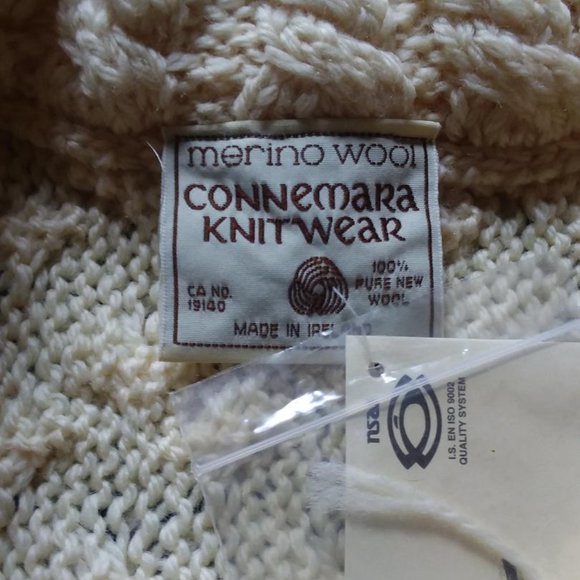 merino wool
CONNEMARA
KNITWEAR
CA NO.
19140
100%
PURE NEW
WOOL
MADE IN IRELAND
nsai
I.S. EN ISO 9002
QUALITY SYSTEM